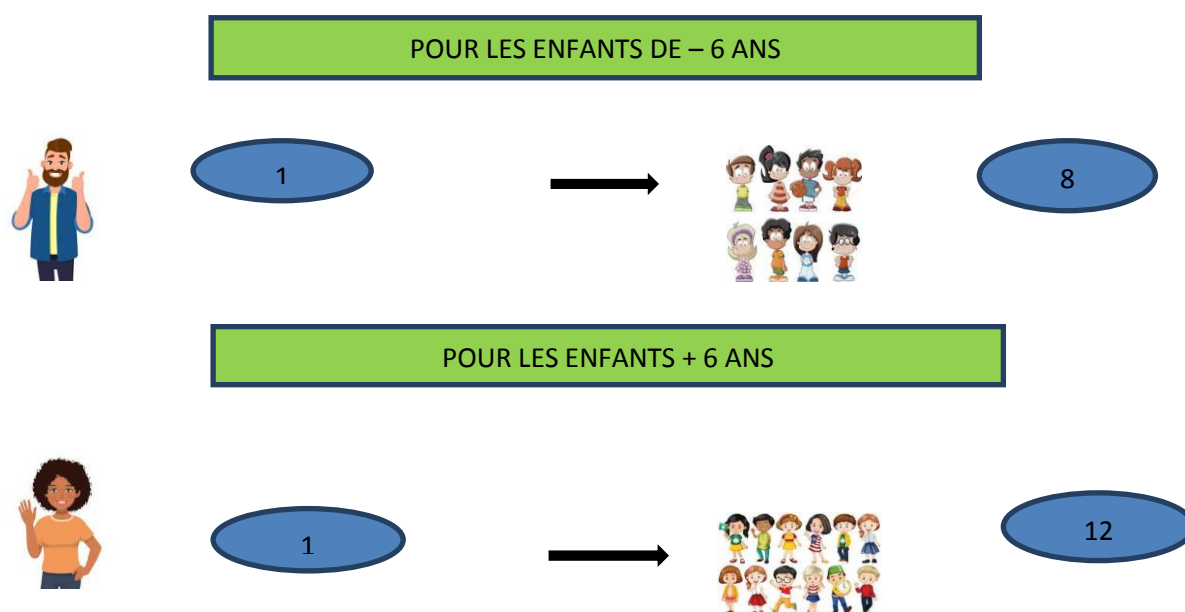 POUR LES ENFANTS DE – 6 ANS
1
8
POUR LES ENFANTS + 6 ANS
1
12